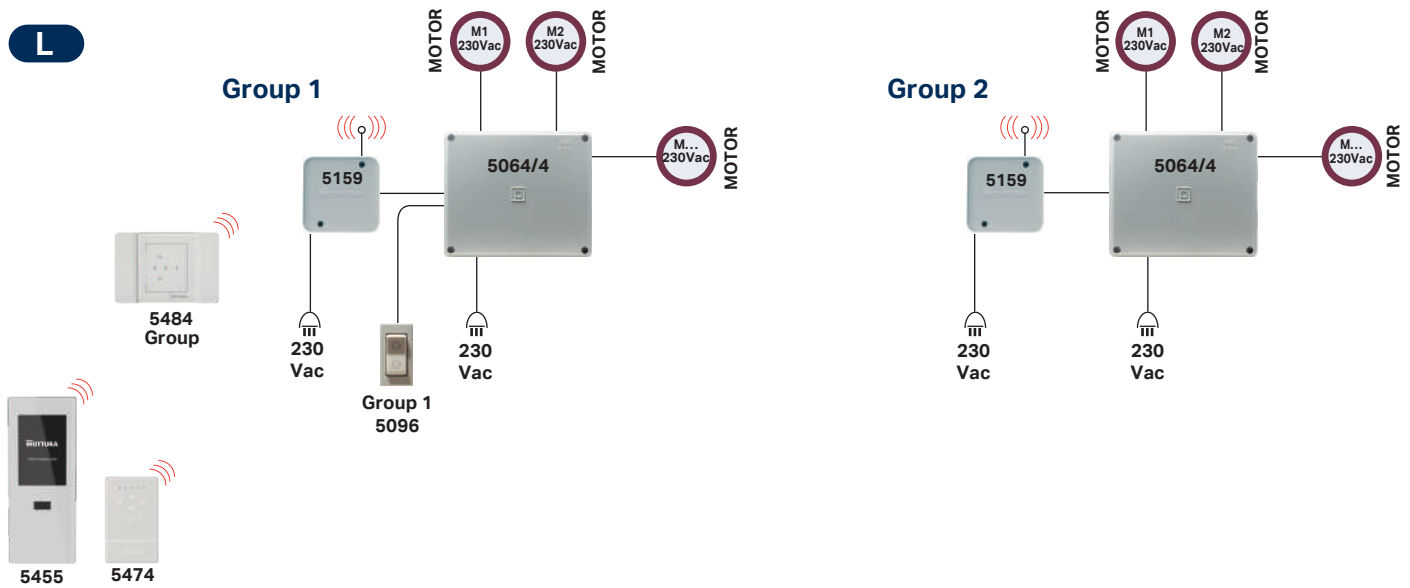 L
Group 1
MOTOR
M1
230Vac
M2
230Vac
MOTOR
M...
230Vac
MOTOR
5159
5064/4
5484
Group
230
Vac
Group 1
5096
230
Vac
MOTTURA
5455
5474
Group 2
MOTOR
M1
230Vac
M2
230Vac
MOTOR
M...
230Vac
MOTOR
5159
5064/4
230
Vac
230
Vac